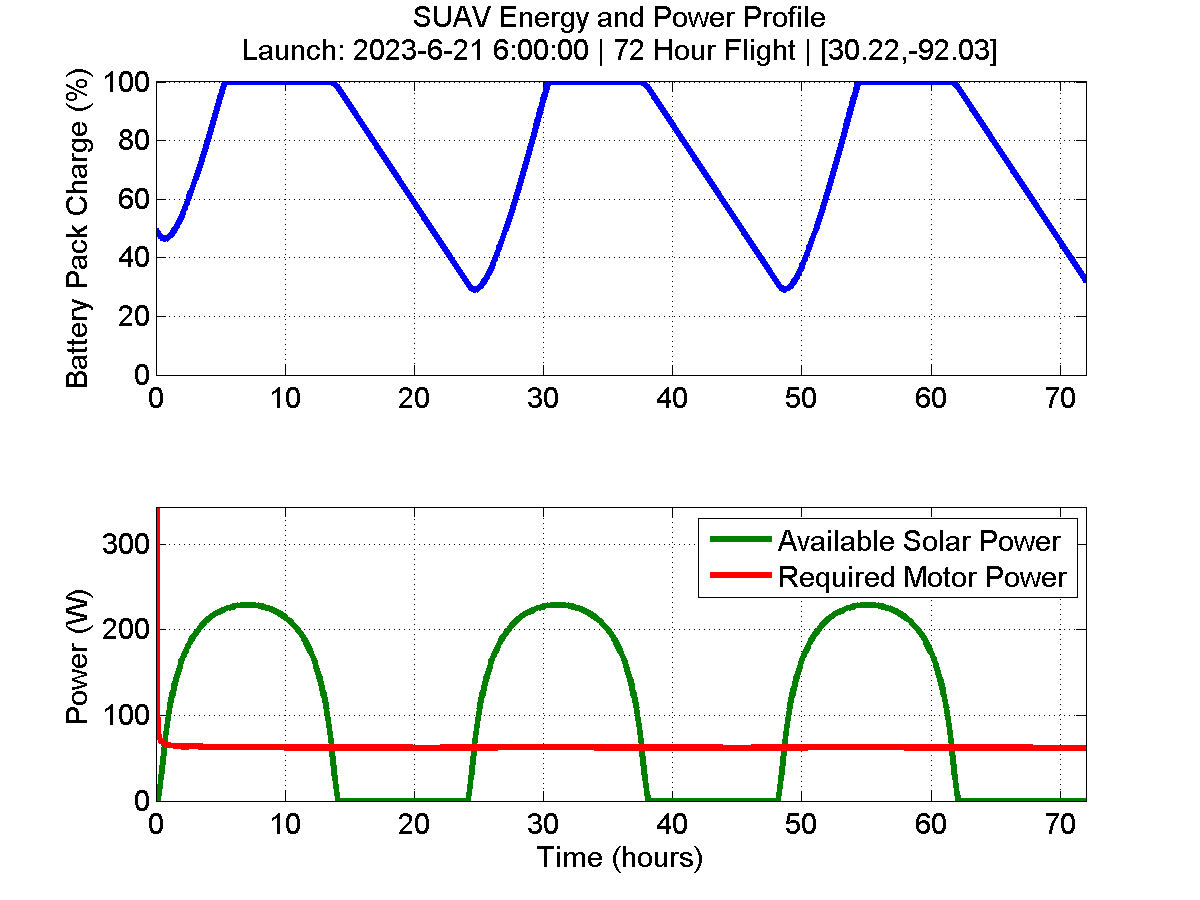 SUAV Energy and Power Profile
Launch: 2023-6-21 6:00:00 | 72 Hour Flight | [30.22,-92.03]
Battery Pack Charge (%)
100
80
60
40
20
0
0 10 20 30 40 50 60 70
Power (W)
300
200
100
0
Available Solar Power
Required Motor Power
0 10 20 30 40 50 60 70
Time (hours)